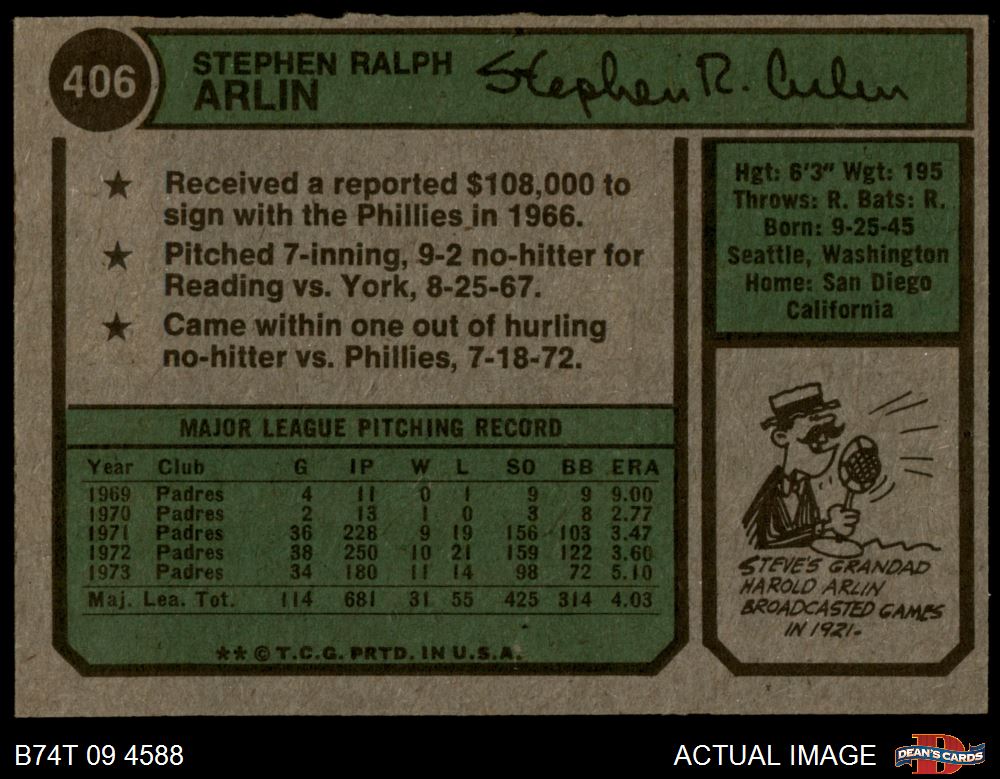 406
STEPHEN RALPH
ARLIN
Stephen R. Arlin
★ Received a reported $108,000 to
sign with the Phillies in 1966.
★ Pitched 7-inning, 9-2 no-hitter for
Reading vs. York, 8-25-67.
★ Came within one out of hurling
no-hitter vs. Phillies, 7-18-72.
Hgt: 6'3" Wgt: 195
Throws: R. Bats: R.
Born: 9-25-45
Seattle, Washington
Home: San Diego
California
MAJOR LEAGUE PITCHING RECORD
Year Club G IP W L SO BB ERA
1969 Padres 4 11 0 1 9 9 9.00
1970 Padres 2 13 1 0 3 8 2.77
1971 Padres 36 228 9 19 156 103 3.47
1972 Padres 38 250 10 21 159 122 3.60
1973 Padres 34 180 11 14 98 72 5.10
Maj. Lea. Tot. 114 681 31 55 425 314 4.03
** © T.C.G. PRTD. IN U.S.A.
STEVE'S GRANDAD
HAROLD ARLIN
BROADCASTED GAMES
IN 1921.
B74T 09 4588
ACTUAL IMAGE
DEAN'S CARDS